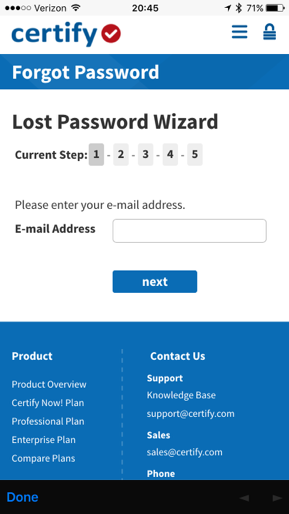 Verizon 20:45 71%
certify
Forgot Password
Lost Password Wizard
Current Step: 1 - 2 - 3 - 4 - 5
Please enter your e-mail address.
E-mail Address
next
Product
Product Overview
Certify Now! Plan
Professional Plan
Enterprise Plan
Compare Plans
Contact Us
Support
Knowledge Base
support@certify.com
Sales
sales@certify.com
Phone
Done